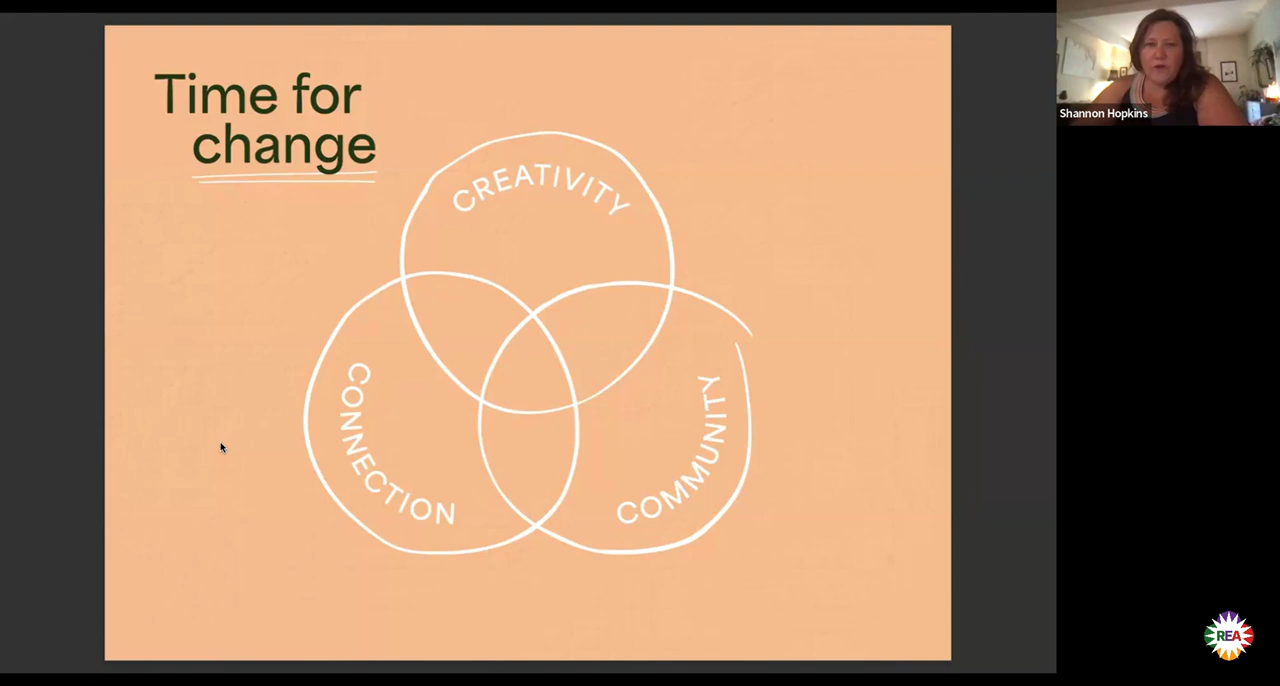 Time for
change
CREATIVITY
CONNECTION
COMMUNITY
Shannon Hopkins
REA